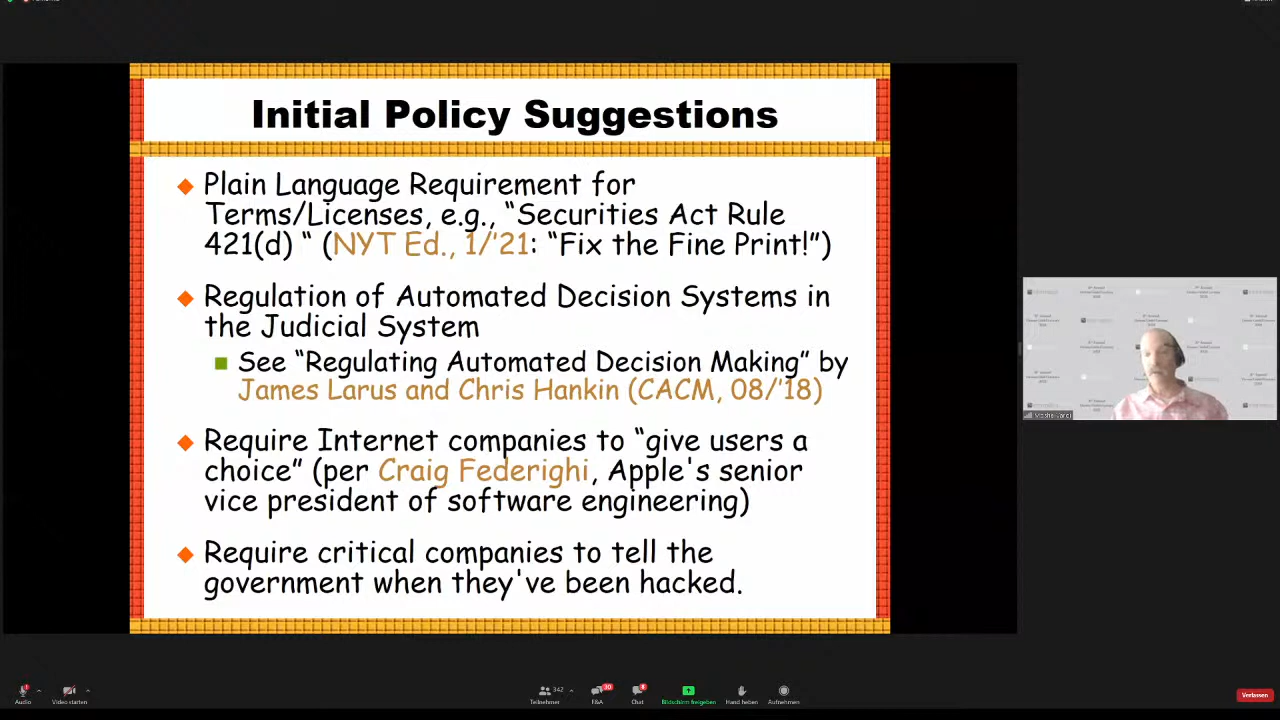 Initial Policy Suggestions
Plain Language Requirement for
Terms/Licenses, e.g., “Securities Act Rule
421(d) “ (NYT Ed., 1/’21: “Fix the Fine Print!”)
Regulation of Automated Decision Systems in
the Judicial System
See “Regulating Automated Decision Making” by
James Larus and Chris Hankin (CACM, 08/’18)
Require Internet companies to “give users a
choice” (per Craig Federighi, Apple's senior
vice president of software engineering)
Require critical companies to tell the
government when they've been hacked.
Moshe Vardi
Audio
Video starten
342
Teilnehmer
30
F&A
Chat
Bildschirm freigeben
Hand heben
Aufnehmen
Verlassen